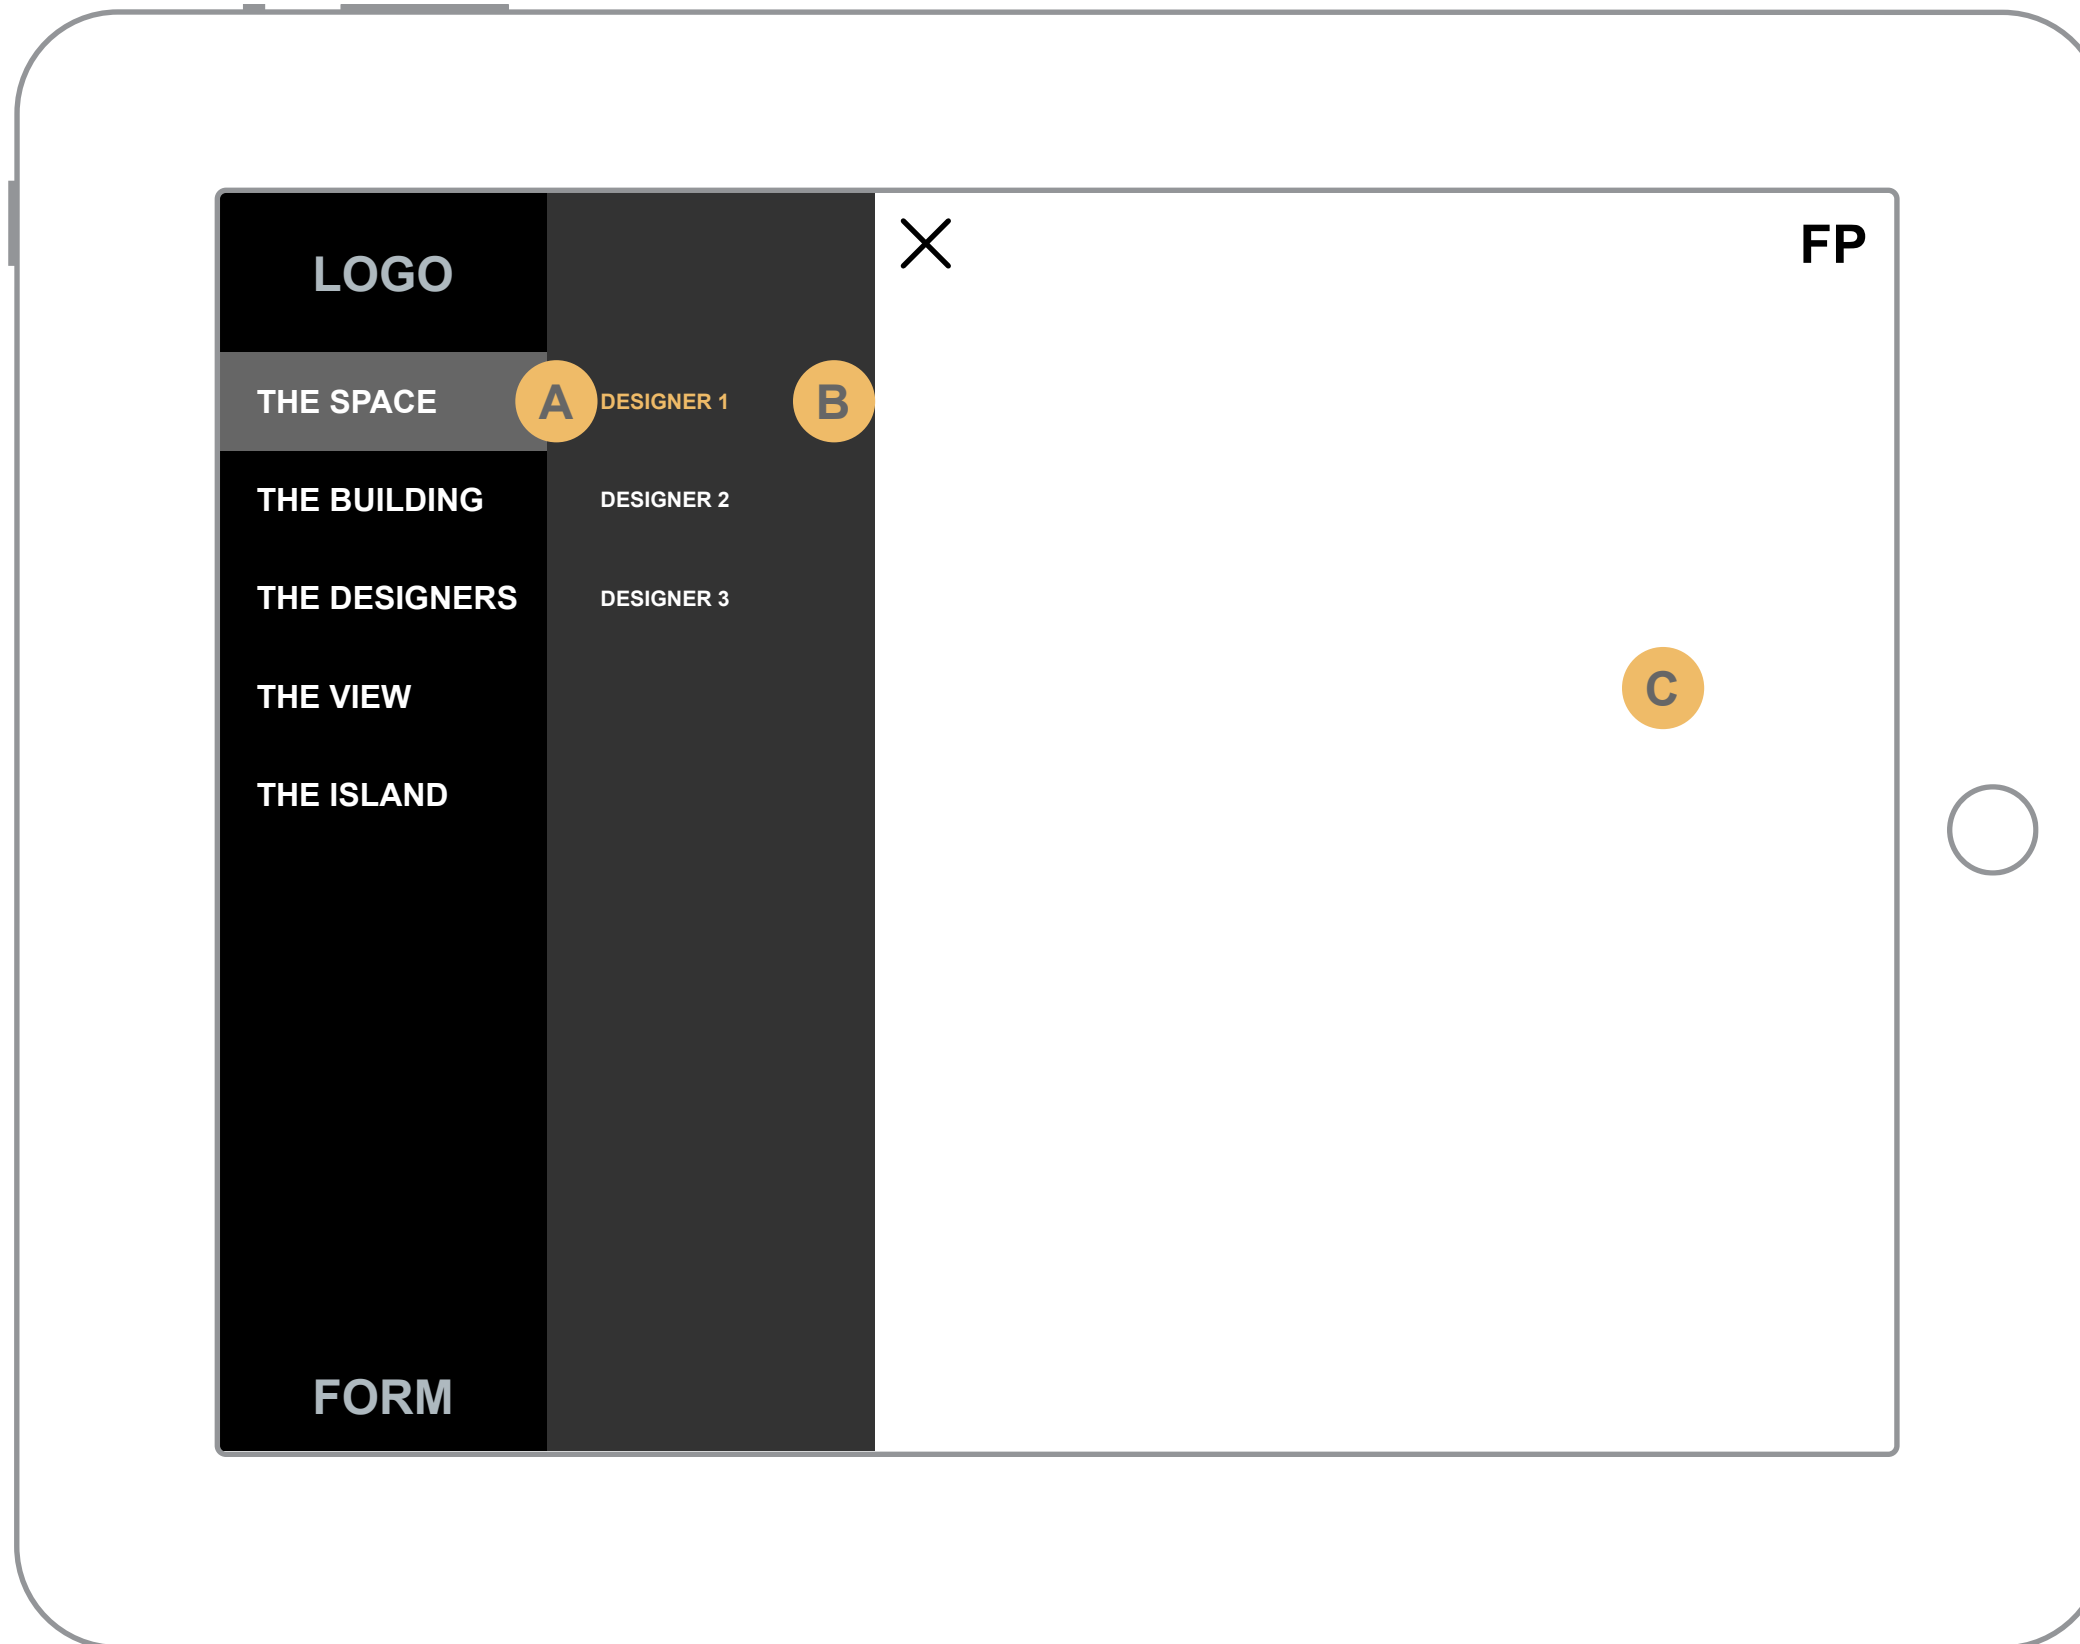 LOGO
FP
THE SPACE
A
DESIGNER 1
B
THE BUILDING
DESIGNER 2
THE DESIGNERS
DESIGNER 3
THE VIEW
C
THE ISLAND
FORM